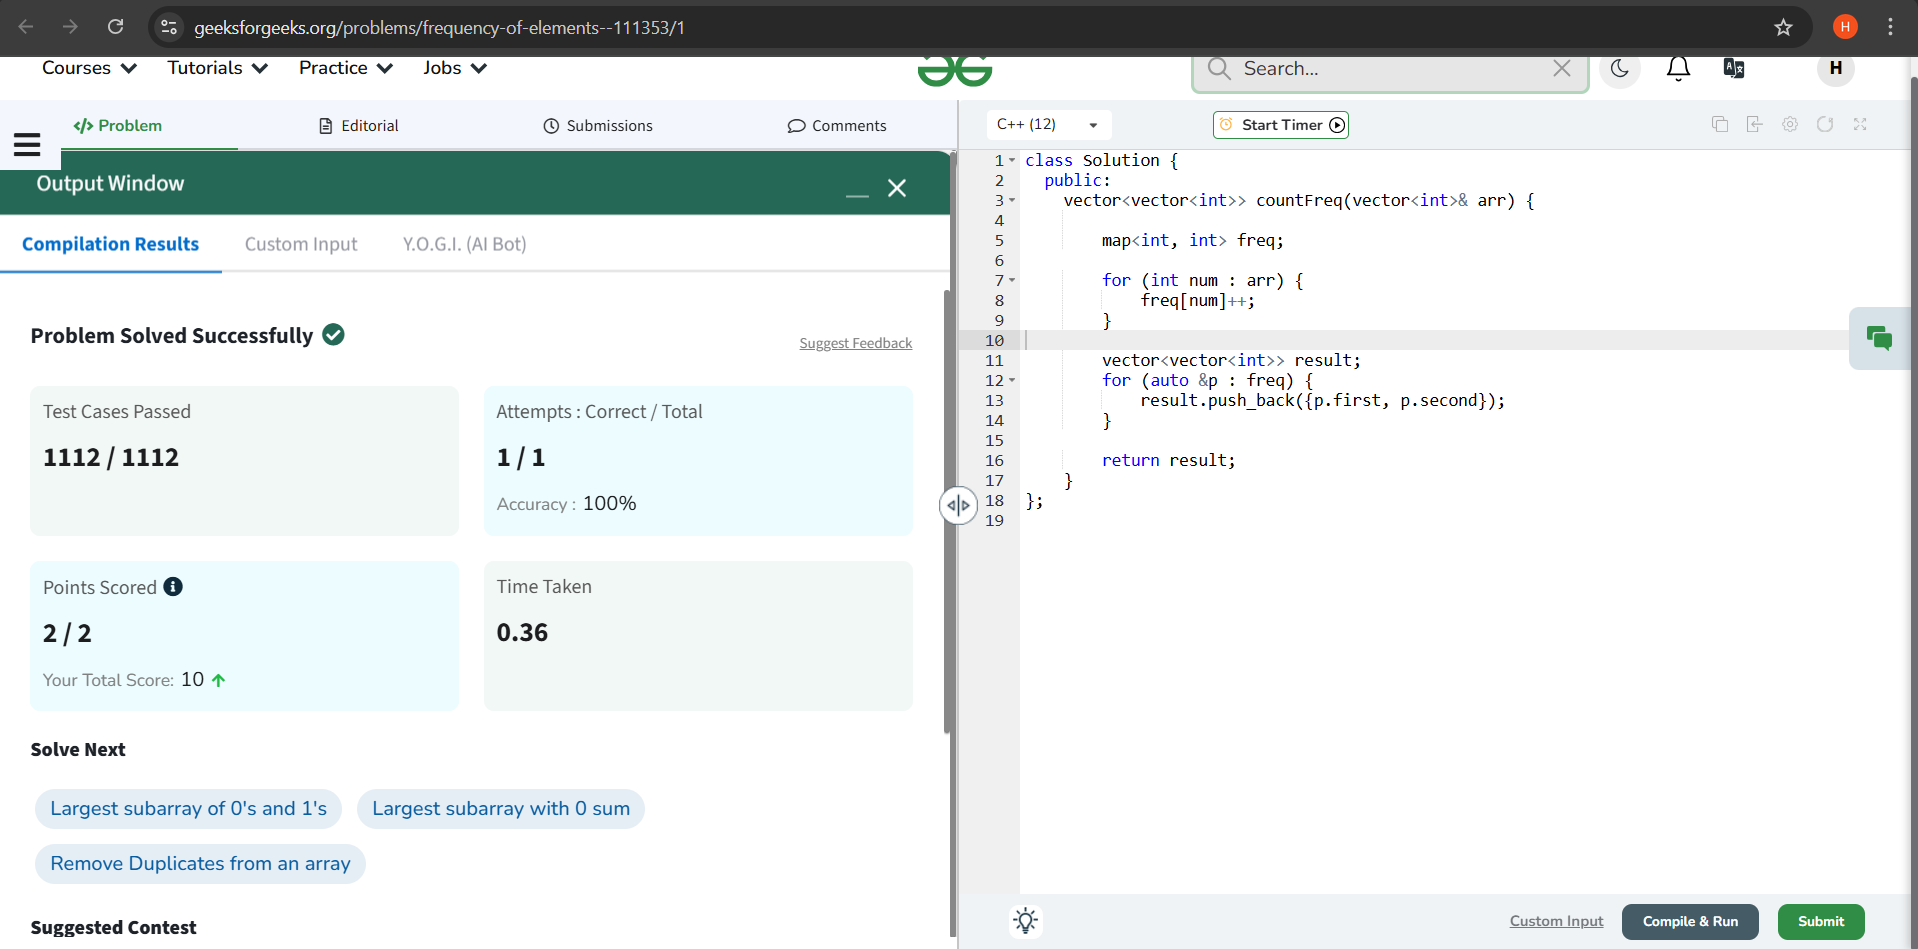 geeksforgeeks.org/problems/frequency-of-elements--111353/1
H
Courses Tutorials Practice Jobs
Search...
H
</> Problem Editorial Submissions Comments
Output Window
Compilation Results Custom Input Y.O.G.I. (AI Bot)
Problem Solved Successfully
Suggest Feedback
Test Cases Passed
1112 / 1112
Attempts : Correct / Total
1 / 1
Accuracy : 100%
Points Scored
2 / 2
Your Total Score: 10
Time Taken
0.36
Solve Next
Largest subarray of 0's and 1's Largest subarray with 0 sum
Remove Duplicates from an array
Suggested Contest
C++ (12) Start Timer
1 class Solution {
2 public:
3 vector<vector<int>> countFreq(vector<int>& arr) {
4
5 map<int, int> freq;
6
7 for (int num : arr) {
8 freq[num]++;
9 }
10
11 vector<vector<int>> result;
12 for (auto &p : freq) {
13 result.push_back({p.first, p.second});
14 }
15
16 return result;
17 }
18 };
19
Custom Input Compile & Run Submit